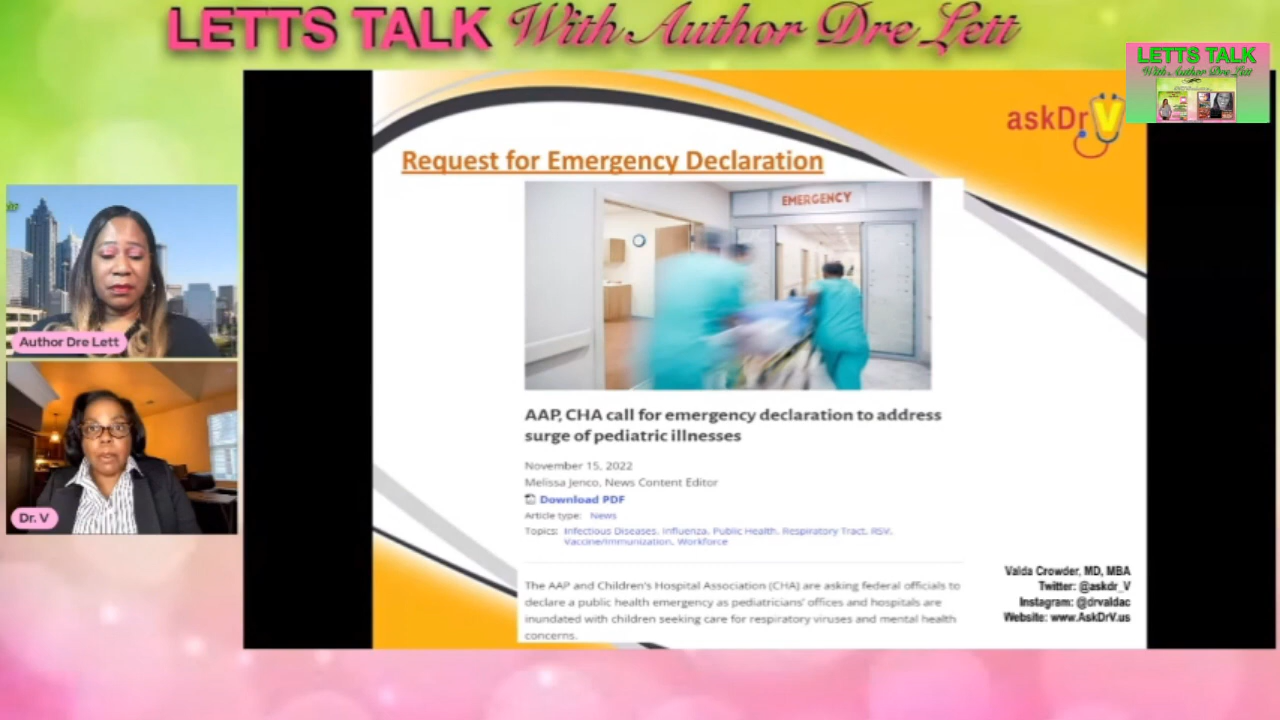 LETTS TALK With Author Dre Lett
LETTS TALK
With Author Dre Lett
askDrV
Request for Emergency Declaration
EMERGENCY
AAP, CHA call for emergency declaration to address
surge of pediatric illnesses
November 15, 2022
Melissa Jenco, News Content Editor
Download PDF
Article type: News
Topics: Infectious Diseases, Influenza, Public Health, Respiratory Tract, RSV,
Vaccine/Immunization, Workforce
The AAP and Children's Hospital Association (CHA) are asking federal officials to
declare a public health emergency as pediatricians' offices and hospitals are
inundated with children seeking care for respiratory viruses and mental health
concerns.
Valda Crowder, MD, MBA
Twitter: @askdr_V
Instagram: @drvaldac
Website: www.AskDrV.us
Author Dre Lett
Dr. V